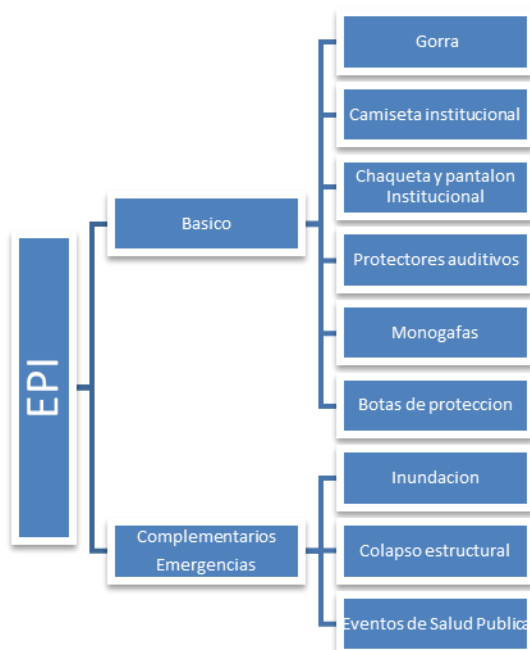 EPI
Basico
Gorra
Camiseta institucional
Chaqueta y pantalon
Institucional
Protectores auditivos
Monogafas
Botas de proteccion
Complementarios
Emergencias
Inundacion
Colapso estructural
Eventos de Salud Publica